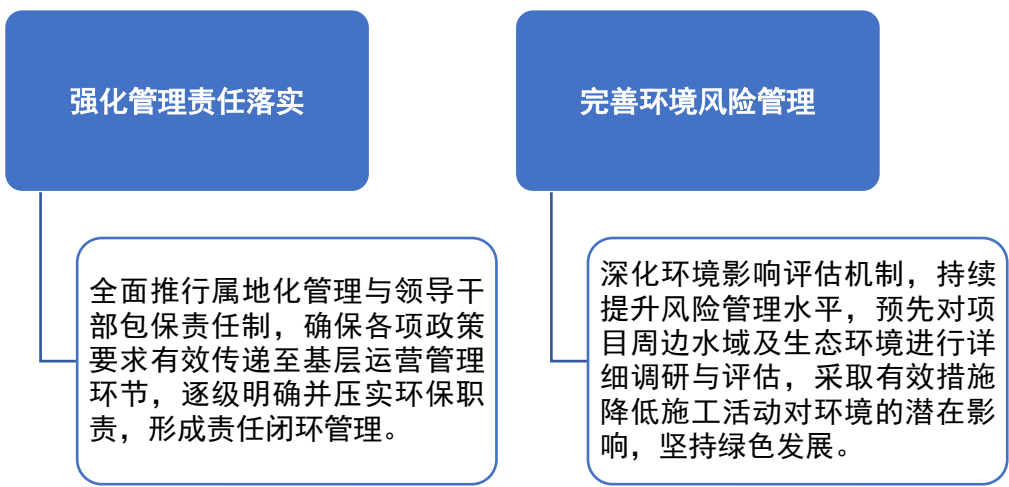 强化管理责任落实
全面推行属地化管理与领导干
部包保责任制，确保各项政策
要求有效传递至基层运营管理
环节，逐级明确并压实环保职
责，形成责任闭环管理。
完善环境风险管理
深化环境影响评估机制，持续
提升风险管理水平，预先对项
目周边水域及生态环境进行详
细调研与评估，采取有效措施
降低施工活动对环境的潜在影
响，坚持绿色发展。